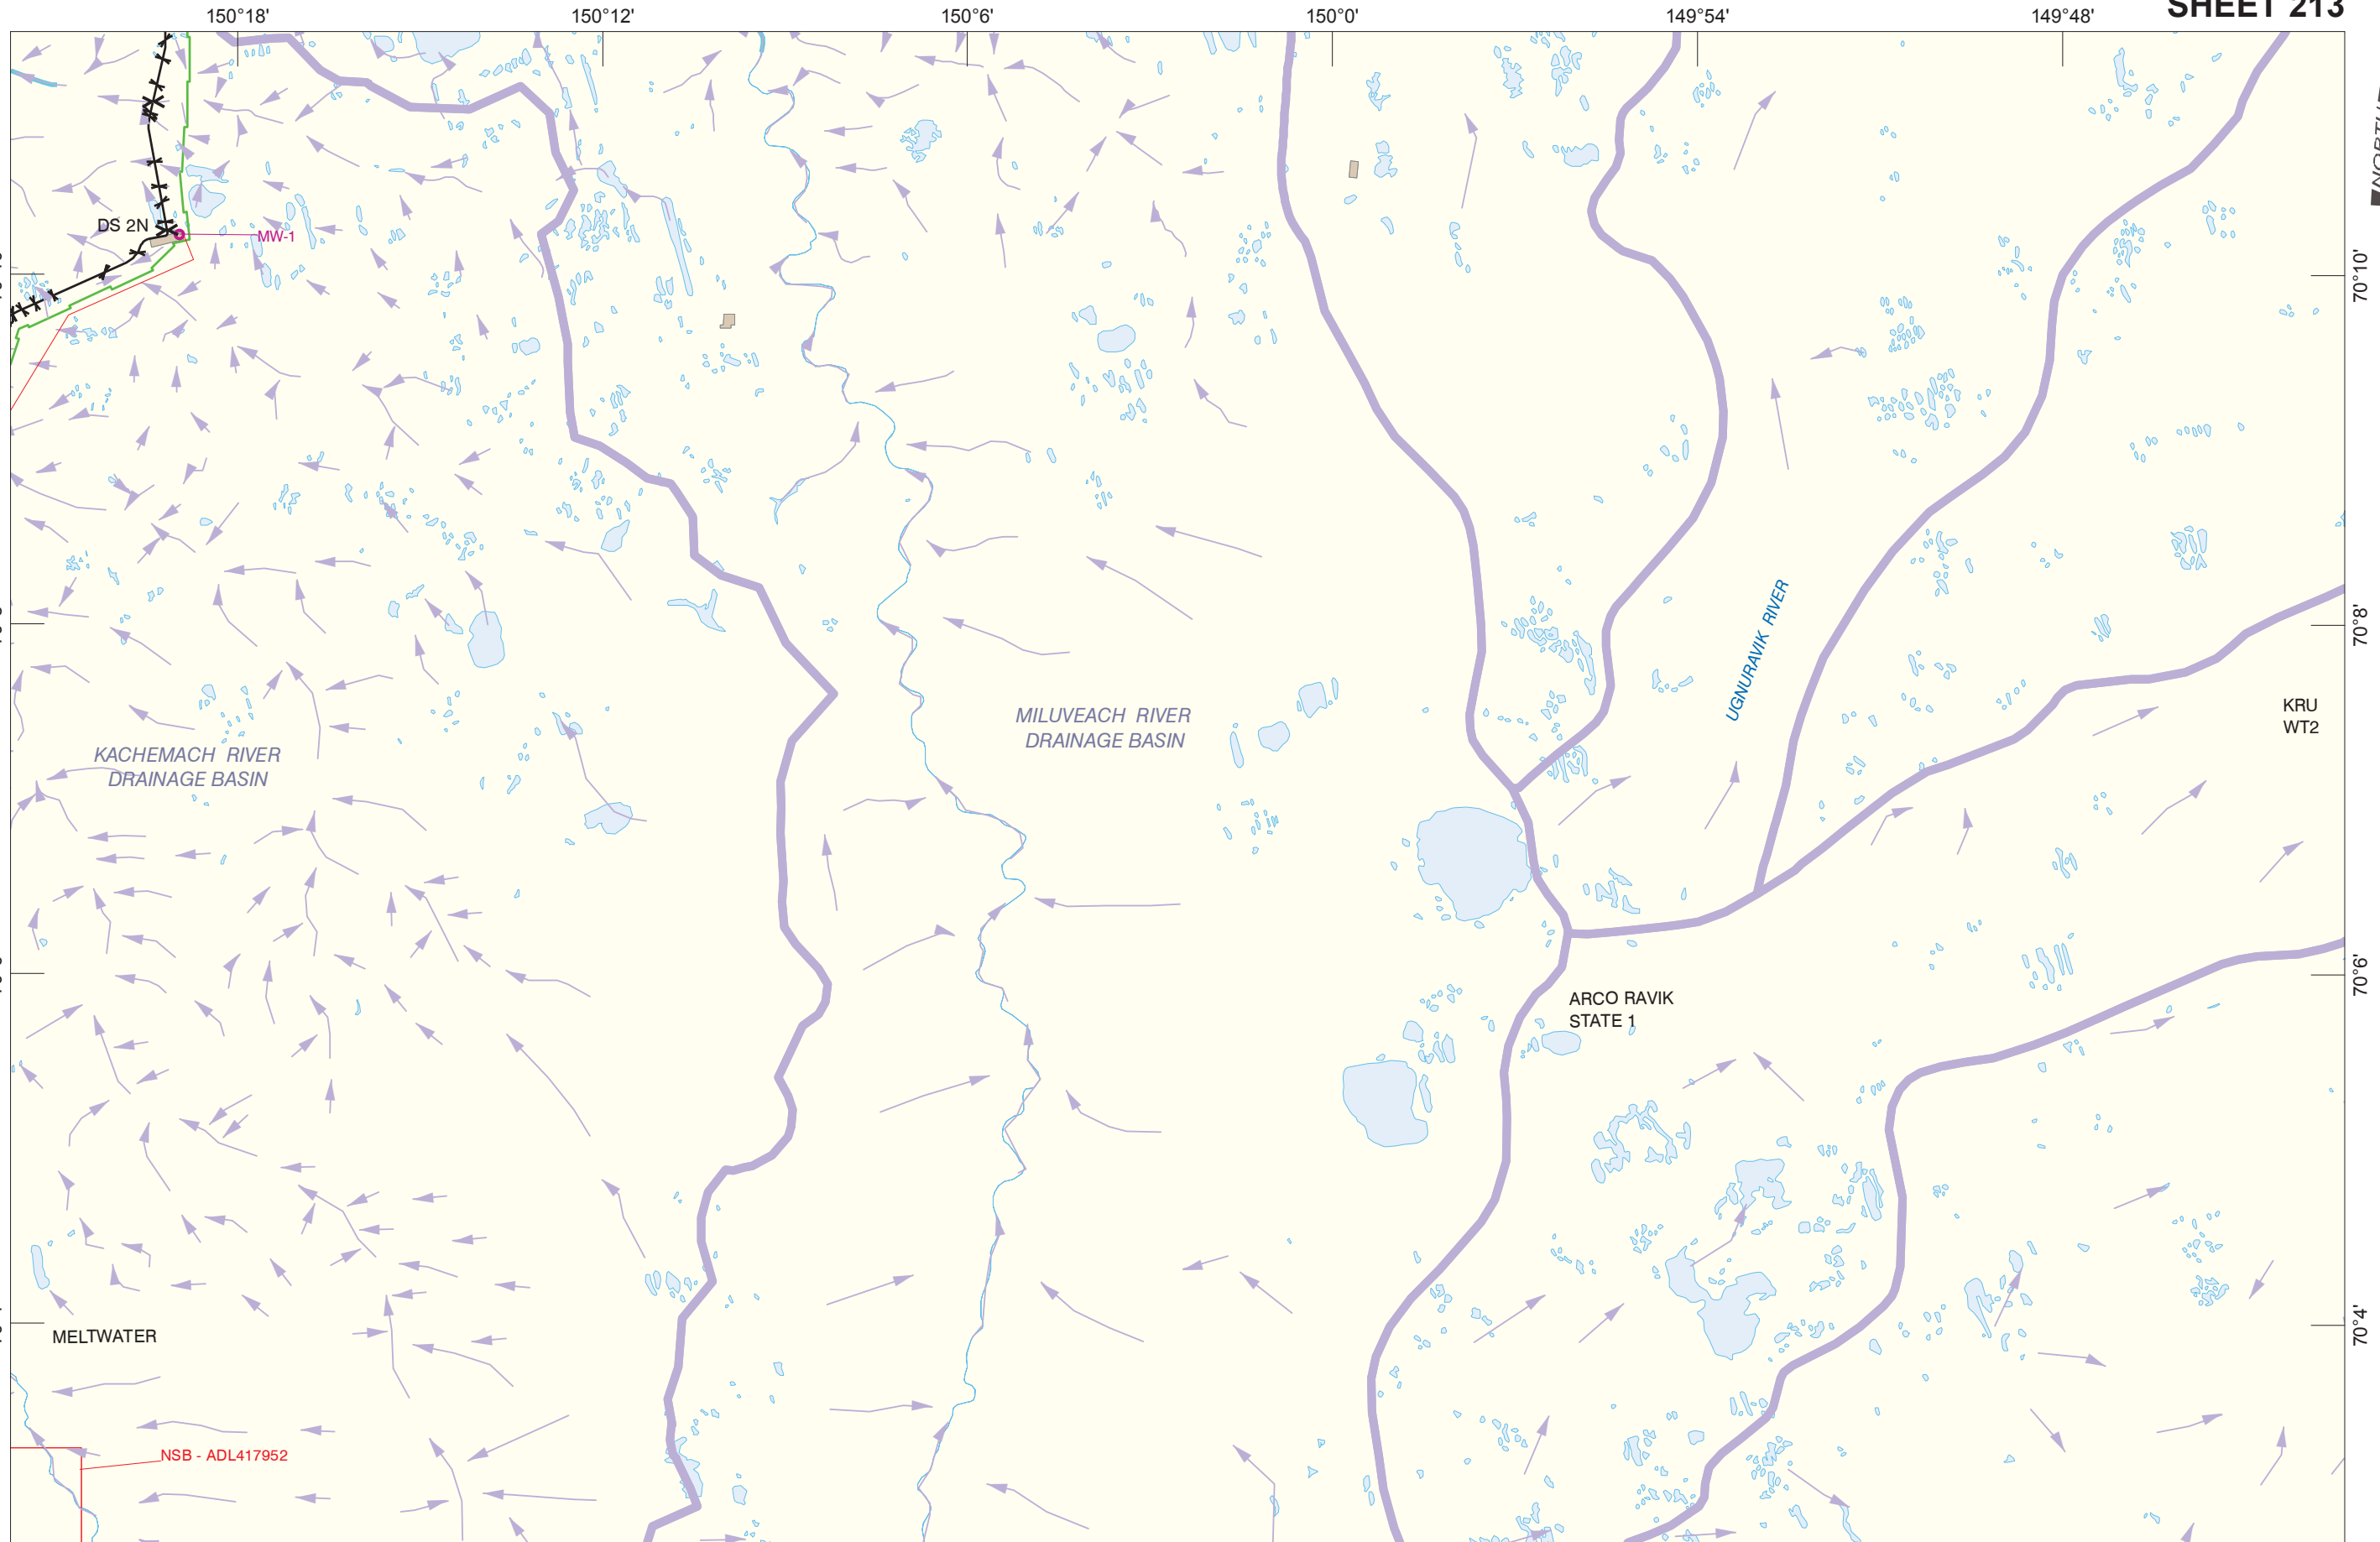 150°18'
150°12'
150°6'
150°0'
149°54'
149°48'
SHEET 213
DS 2N
MW-1
70°10'
UGNURAVIK RIVER
70°8'
KACHEMACH RIVER
DRAINAGE BASIN
MILUVEACH RIVER
DRAINAGE BASIN
KRU
WT2
70°6'
ARCO RAVIK
STATE 1
70°4'
MELTWATER
NSB - ADL417952